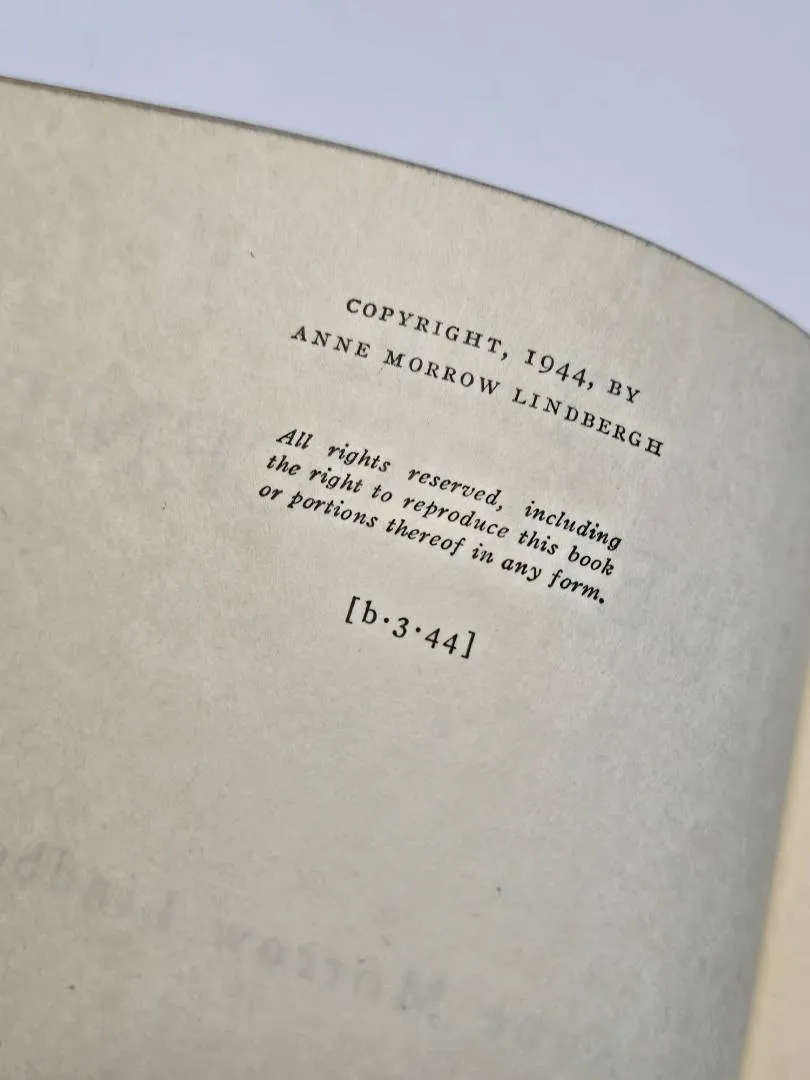 COPYRIGHT, 1944, BY
ANNE MORROW LINDBERGH
All rights reserved, including
the right to reproduce this book
or portions thereof in any form.
[b·3·44]